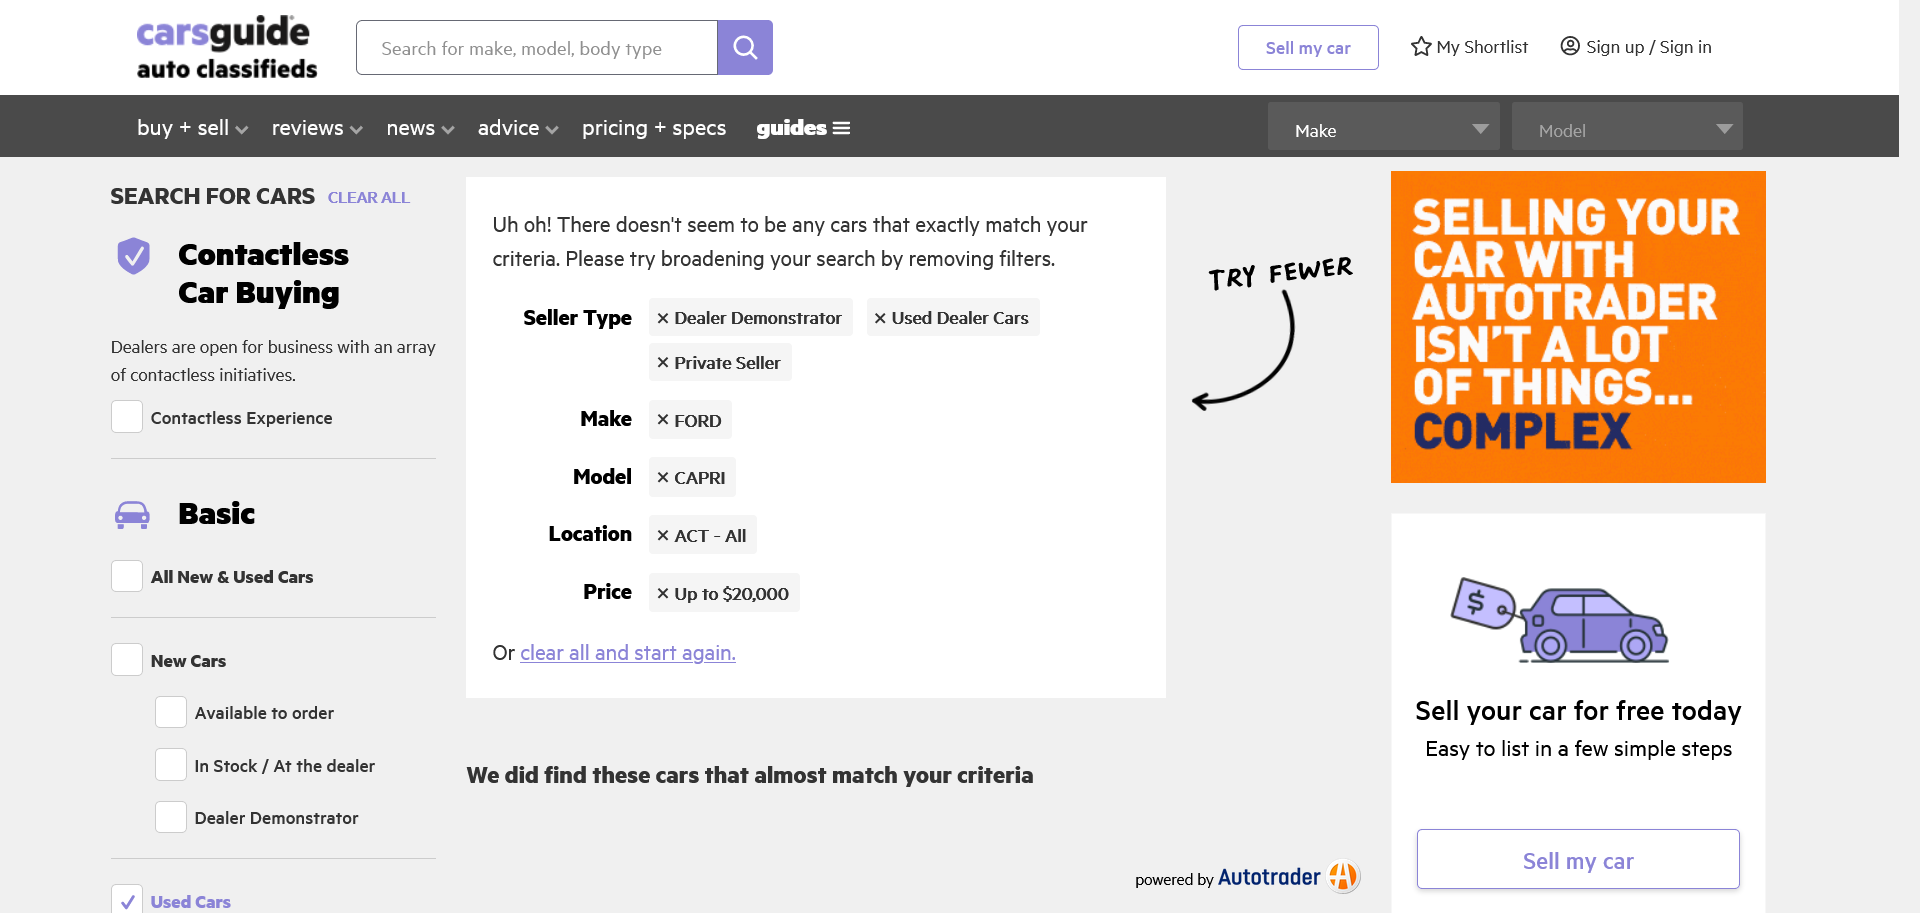 carsguide
auto classifieds
Search for make, model, body type
Sell my car
My Shortlist
Sign up / Sign in
buy + sell
reviews
news
advice
pricing + specs
guides
Make
Model
SEARCH FOR CARS CLEAR ALL
Contactless
Car Buying
Dealers are open for business with an array
of contactless initiatives.
Contactless Experience
Basic
All New & Used Cars
New Cars
Available to order
In Stock / At the dealer
Dealer Demonstrator
Used Cars
Uh oh! There doesn't seem to be any cars that exactly match your
criteria. Please try broadening your search by removing filters.
Seller Type × Dealer Demonstrator × Used Dealer Cars
× Private Seller
Make × FORD
Model × CAPRI
Location × ACT - All
Price × Up to $20,000
Or clear all and start again.
TRY FEWER
We did find these cars that almost match your criteria
powered by Autotrader
SELLING YOUR
CAR WITH
AUTOTRADER
ISN'T A LOT
OF THINGS...
COMPLEX
$
Sell your car for free today
Easy to list in a few simple steps
Sell my car